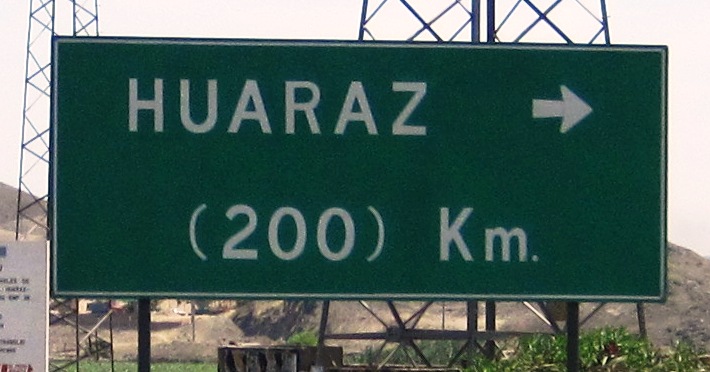 HUARAZ →
(200) Km.